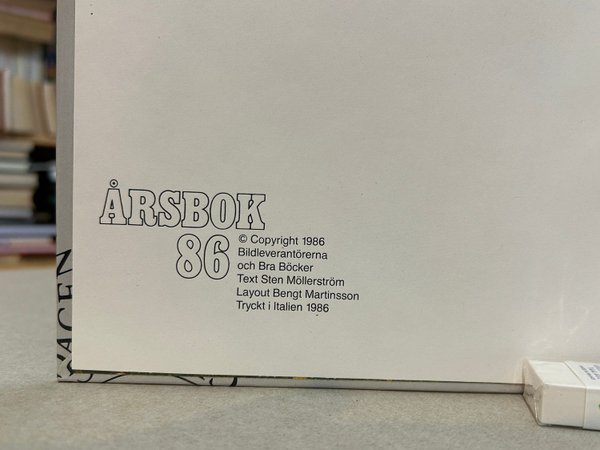 ÅRSBOK
86
© Copyright 1986
Bildleverantörerna
och Bra Böcker
Text Sten Möllerström
Layout Bengt Martinsson
Tryckt i Italien 1986